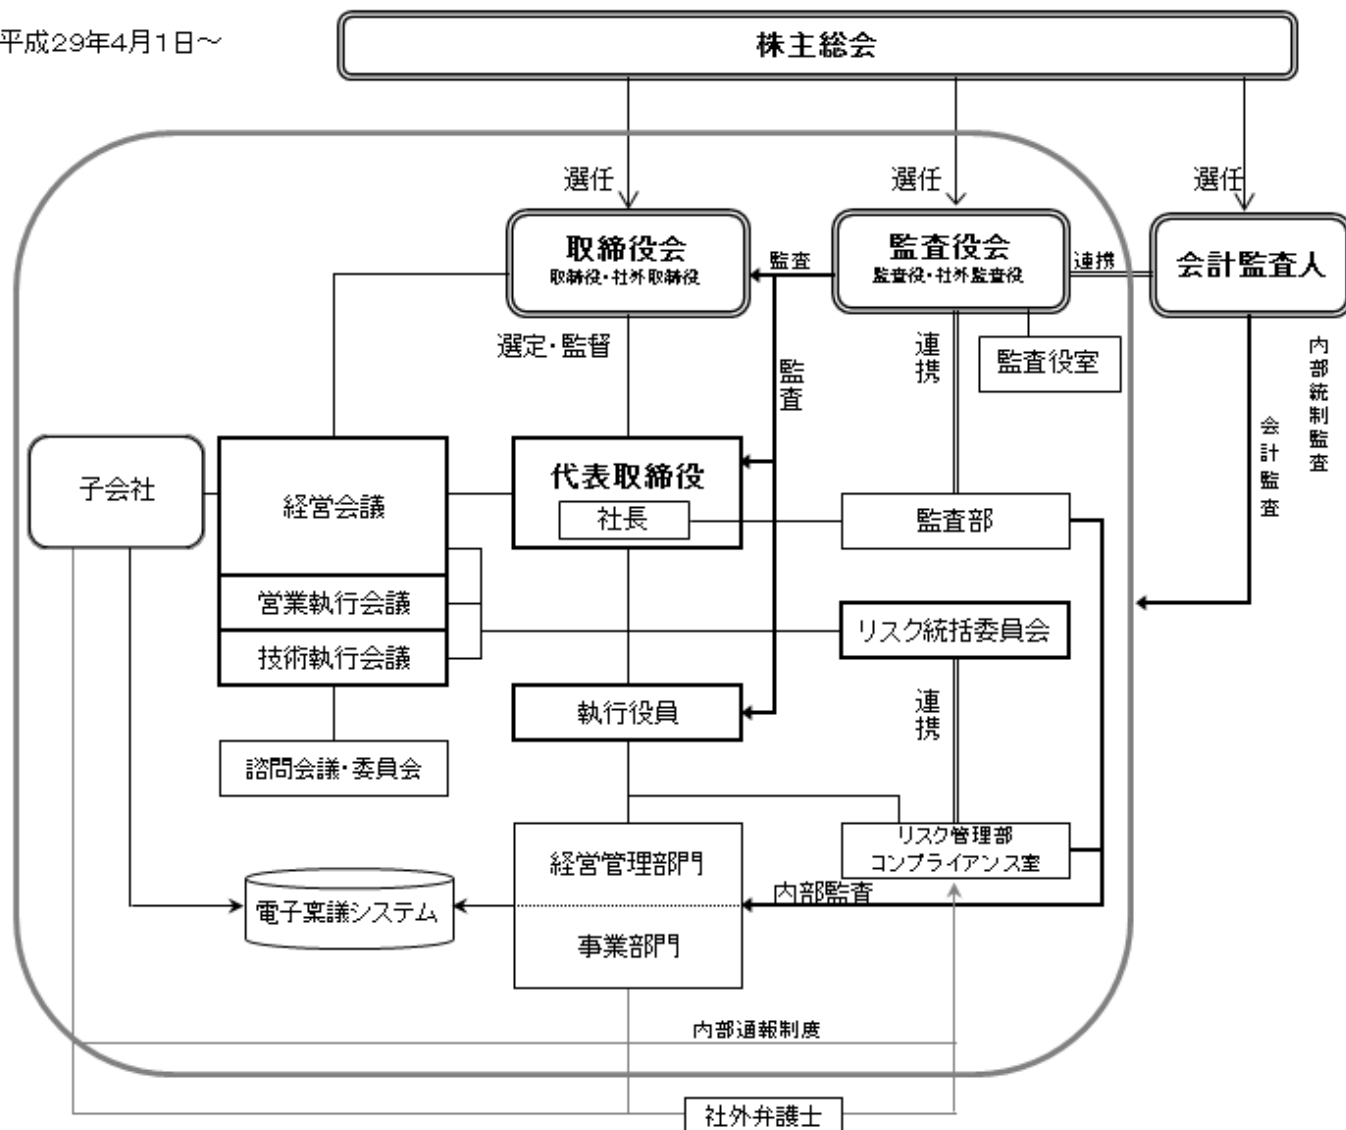 平成29年4月1日～
株主総会
選任
選任
選任
取締役会
取締役・社外取締役
監査
監査役会
監査役・社外監査役
連携
会計監査人
選定・監督
監査
連携
監査役室
内部統制監査
会計監査
子会社
経営会議
代表取締役
社長
監査部
営業執行会議
技術執行会議
リスク統括委員会
執行役員
連携
諮問会議・委員会
経営管理部門
事業部門
リスク管理部
コンプライアンス室
内部監査
電子稟議システム
内部通報制度
社外弁護士